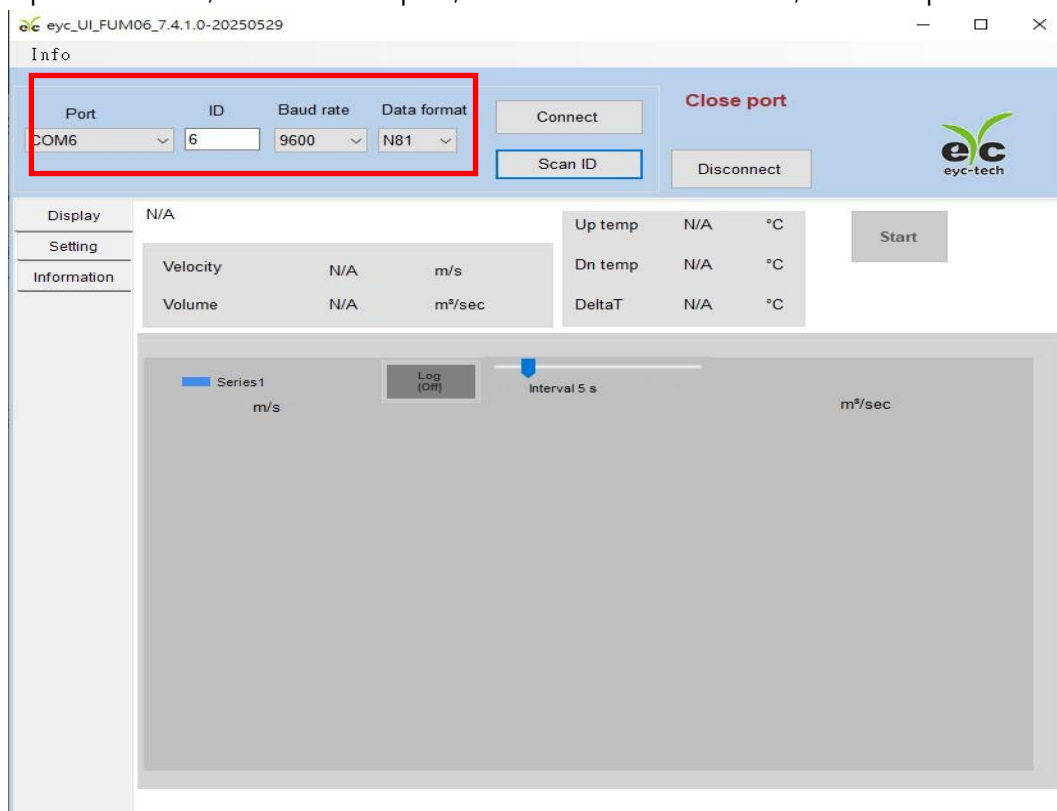 eyc eyc_UI_FUM06_7.4.1.0-20250529
Info
Port ID Baud rate Data format
COM6 6 9600 N81
Connect
Scan ID
Close port
Disconnect
eyc
eyc-tech
Display
Setting
Information
N/A
Velocity N/A m/s
Volume N/A m³/sec
Up temp N/A °C
Dn temp N/A °C
DeltaT N/A °C
Start
Series1
m/s
Log
(Off)
Interval 5 s
m³/sec